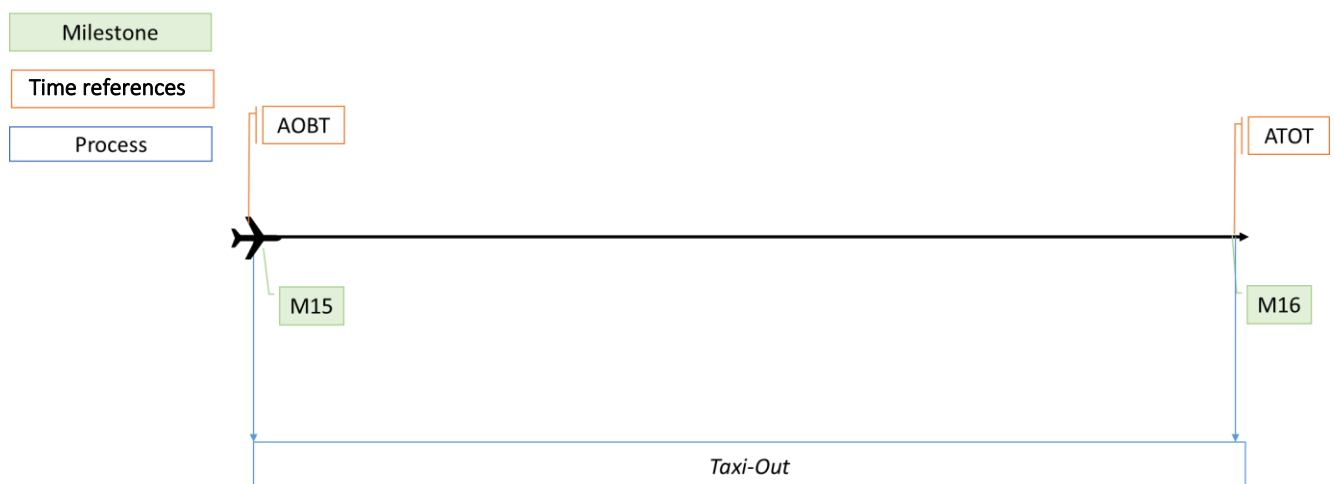 Milestone
Time references
Process
AOBT
ATOT
M15
M16
Taxi-Out